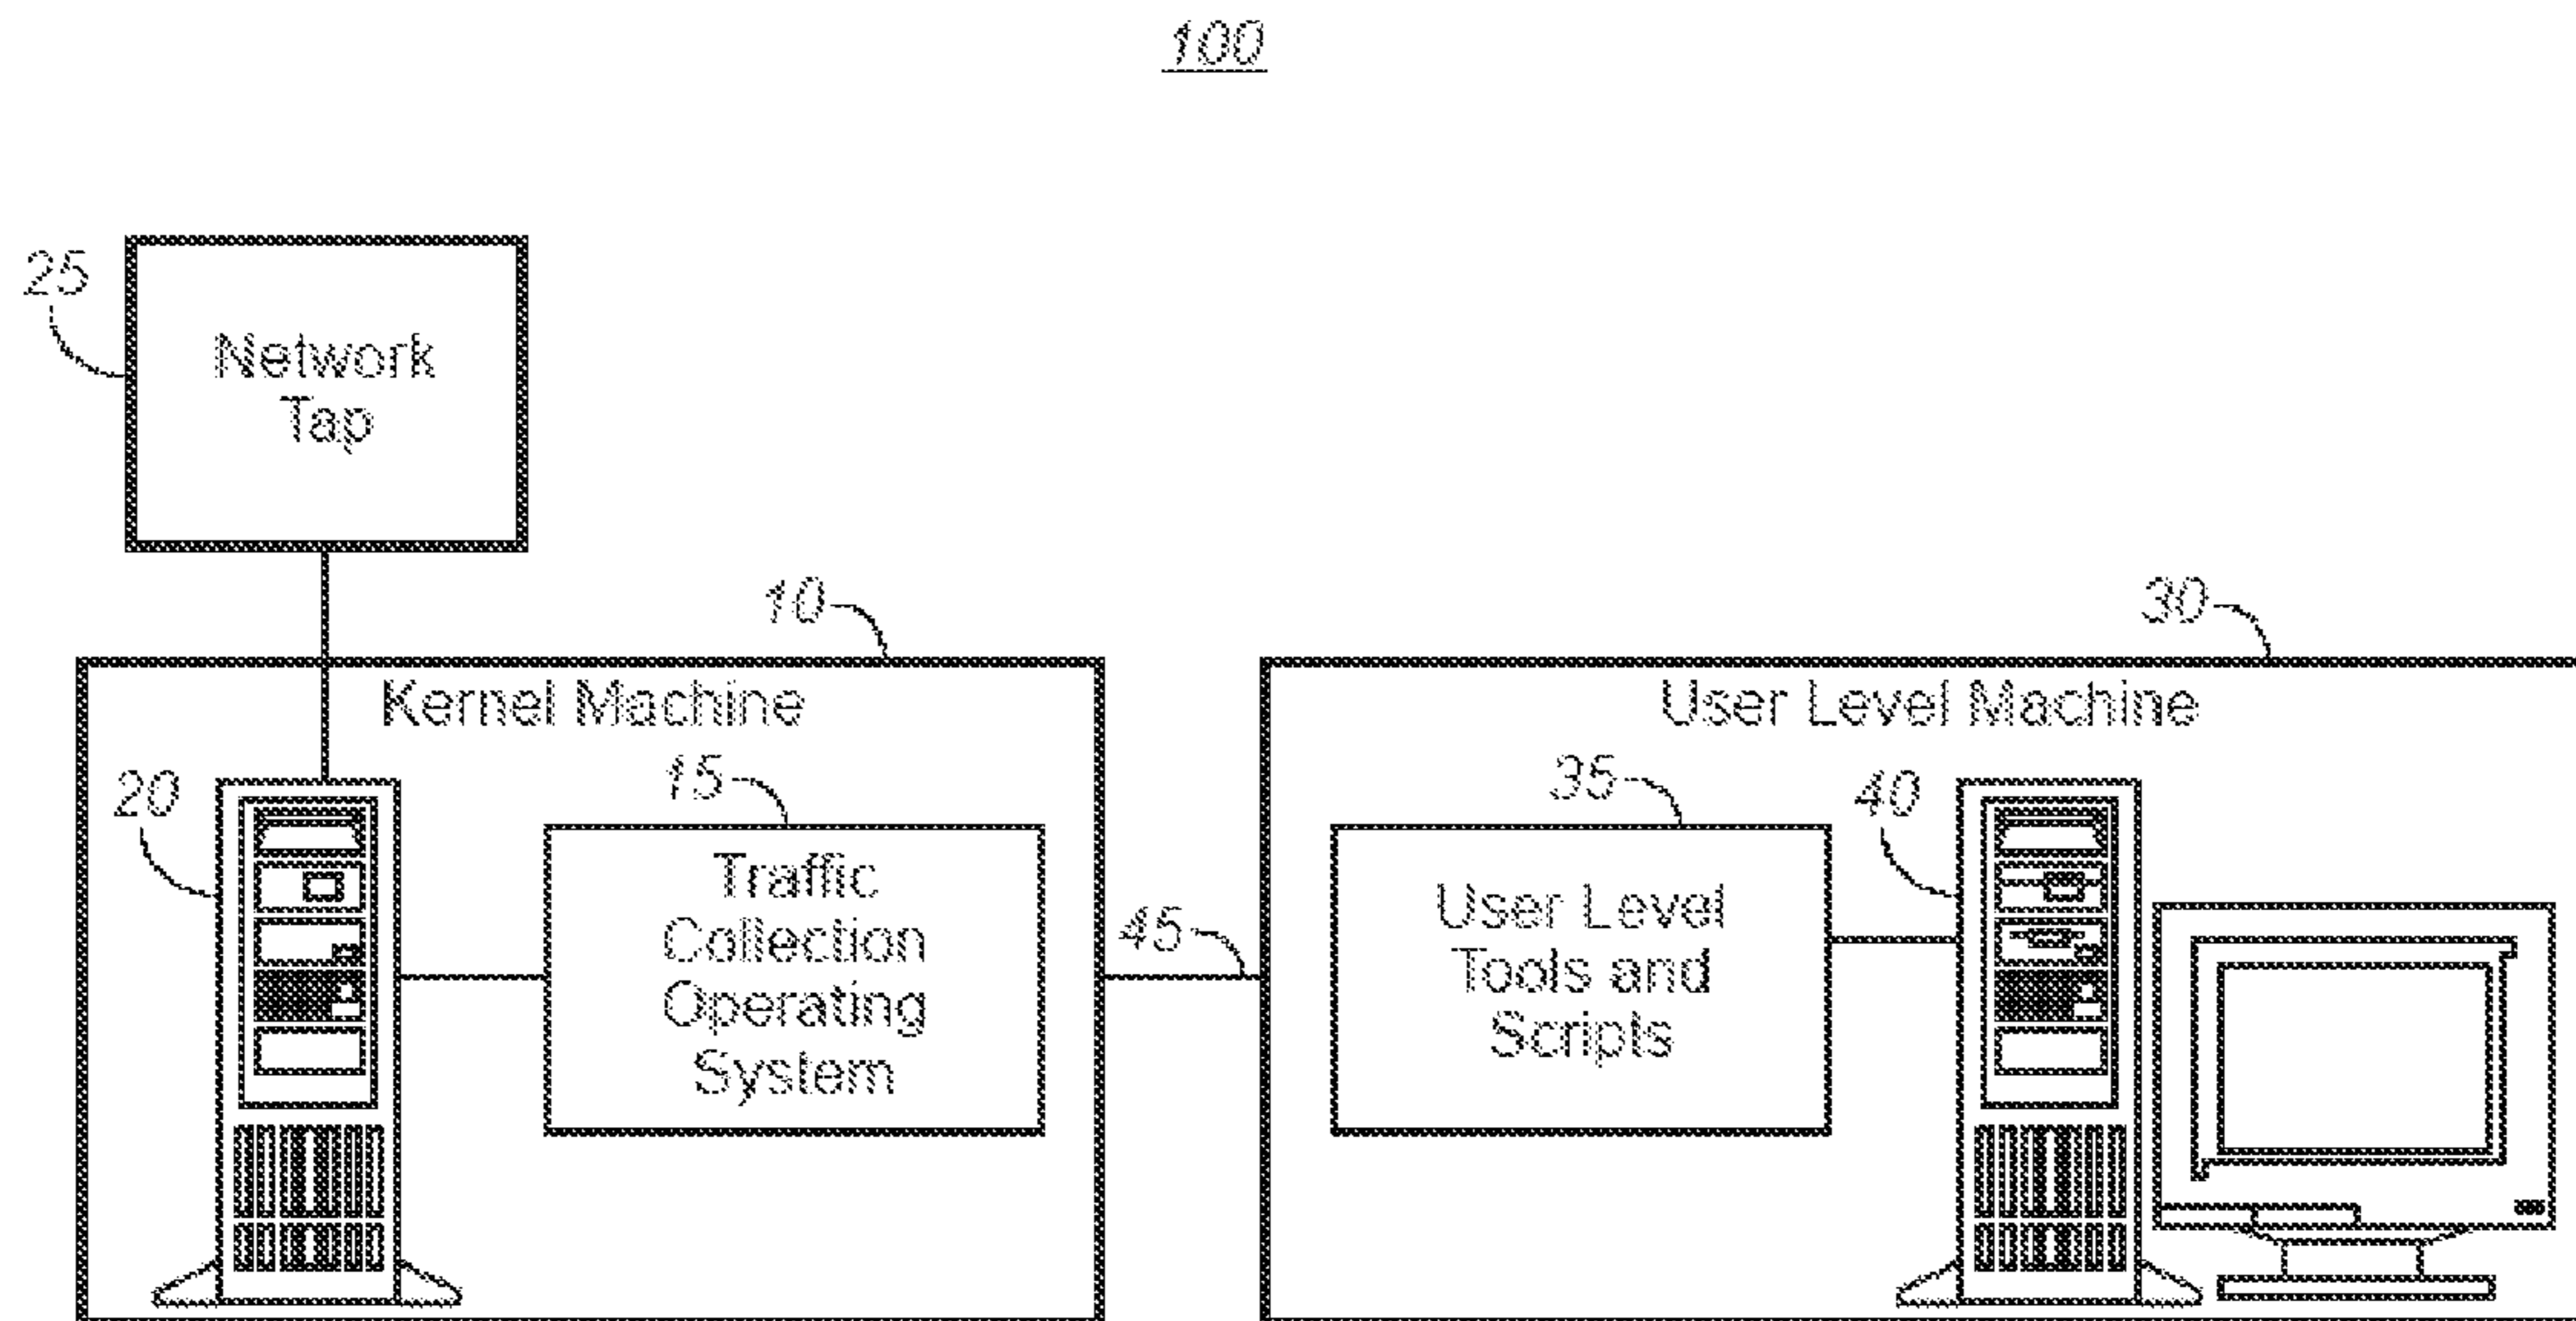 100
25
Network
Tap
10
30
Kernel Machine
User Level Machine
20
15
35
40
Traffic
Collection
Operating
System
45
User Level
Tools and
Scripts